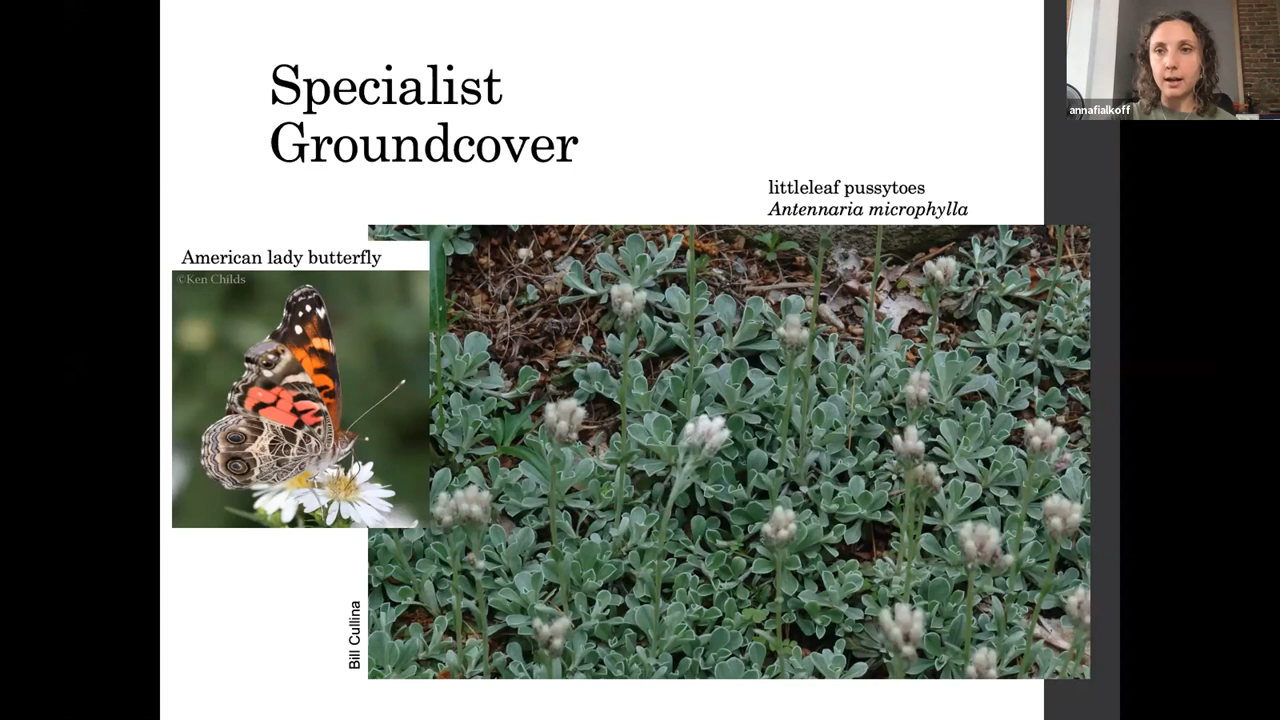 Specialist
Groundcover
annafialkoff
littleleaf pussytoes
Antennaria microphylla
American lady butterfly
©Ken Childs
Bill Cullina